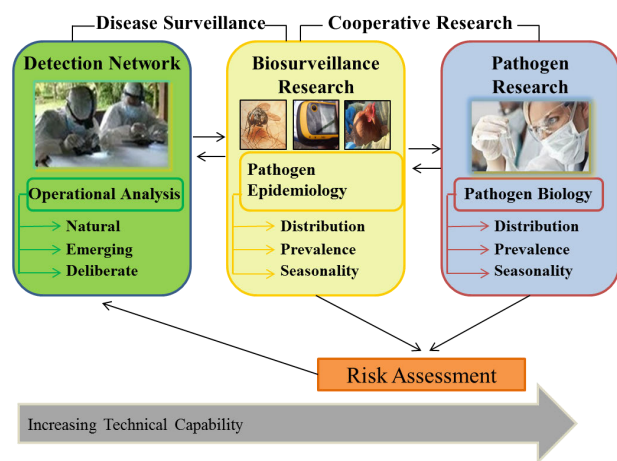 Disease Surveillance
Cooperative Research
Detection Network
Operational Analysis
Natural
Emerging
Deliberate
Biosurveillance
Research
Pathogen
Epidemiology
Distribution
Prevalence
Seasonality
Pathogen
Research
Pathogen Biology
Distribution
Prevalence
Seasonality
Risk Assessment
Increasing Technical Capability